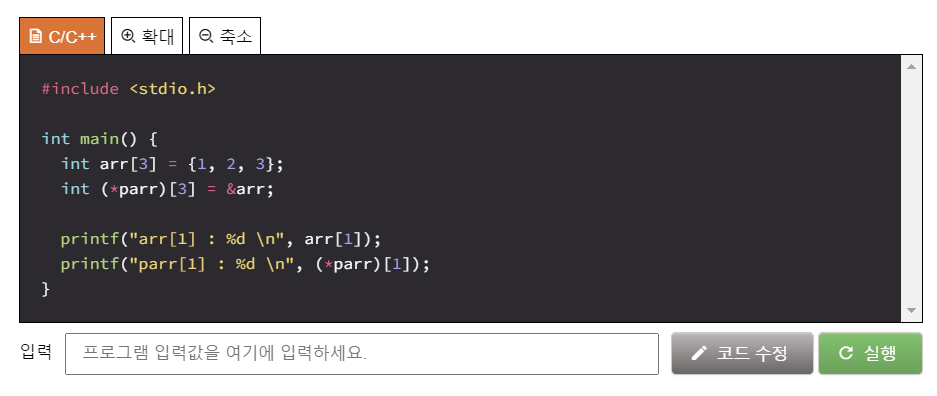 C/C++ 확대 축소
#include <stdio.h>
int main() {
int arr[3] = {1, 2, 3};
int (*parr)[3] = &arr;
printf("arr[1] : %d \n", arr[1]);
printf("parr[1] : %d \n", (*parr)[1]);
}
입력 프로그램 입력값을 여기에 입력하세요. 코드 수정 실행